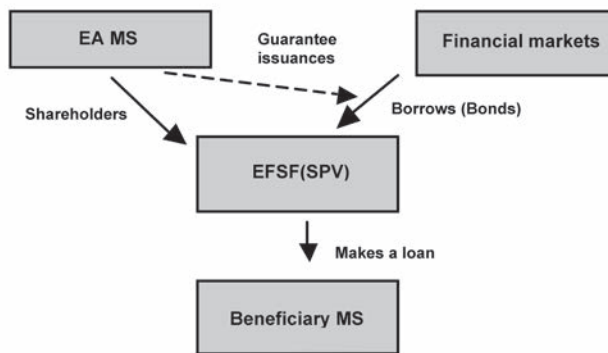 EA MS
Guarantee
issuances
Financial markets
Shareholders
Borrows (Bonds)
EFSF(SPV)
Makes a loan
Beneficiary MS